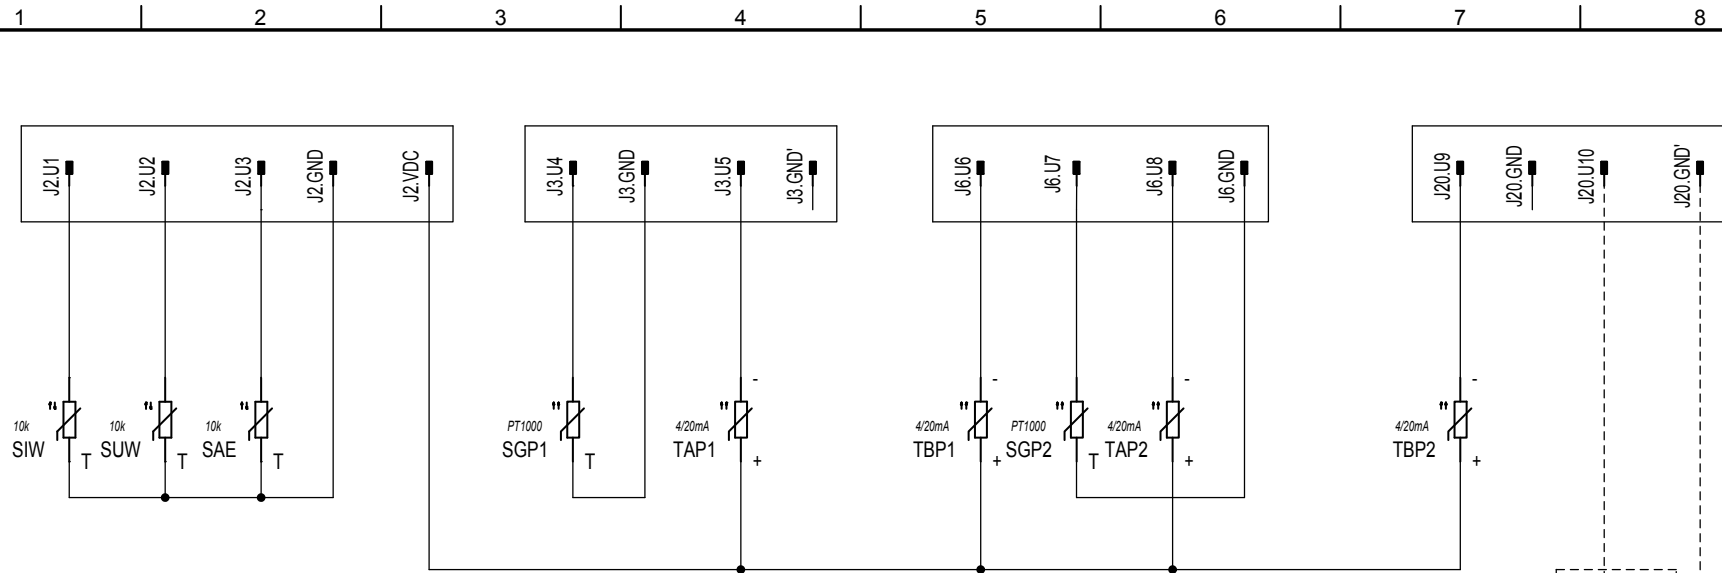 1 2 3 4 5 6 7 8
J2.U1 J2.U2 J2.U3 J2.GND J2.VDC J3.U4 J3.GND J3.U5 J3.GND' J6.U6 J6.U7 J6.U8 J6.GND J20.U9 J20.GND J20.U10 J20.GND'
- - - -
10k 10k 10k PT1000 4/20mA 4/20mA PT1000 4/20mA 4/20mA
SIW SUW SAE SGP1 TAP1 TBP1 SGP2 TAP2 TBP2
T T T T + + T + +